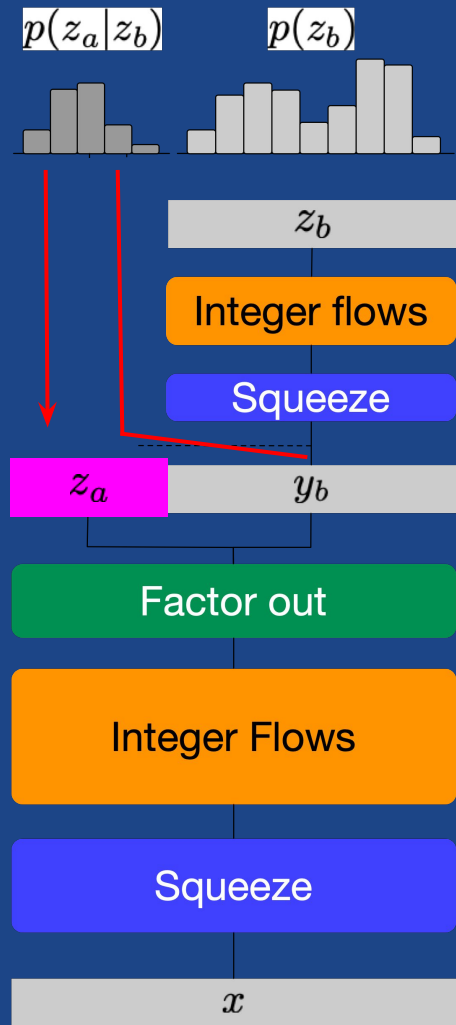 p(z_a|z_b)
p(z_b)
z_b
Integer flows
Squeeze
z_a
y_b
Factor out
Integer Flows
Squeeze
x